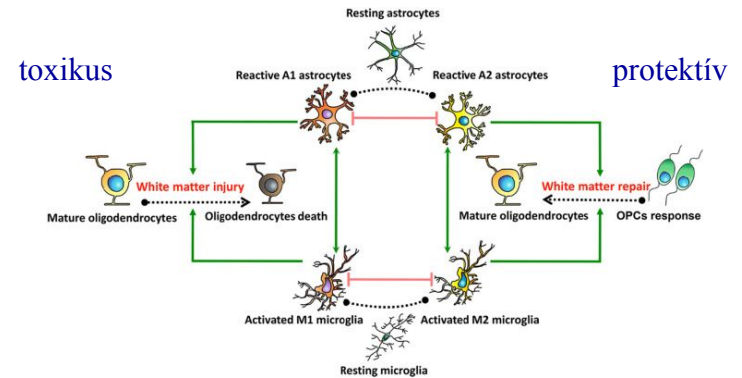 Resting astrocytes
toxikus
protektív
Reactive A1 astrocytes
Reactive A2 astrocytes
White matter injury
White matter repair
Mature oligodendrocytes
Oligodendrocytes death
Mature oligodendrocytes
OPCs response
Activated M1 microglia
Activated M2 microglia
Resting microglia